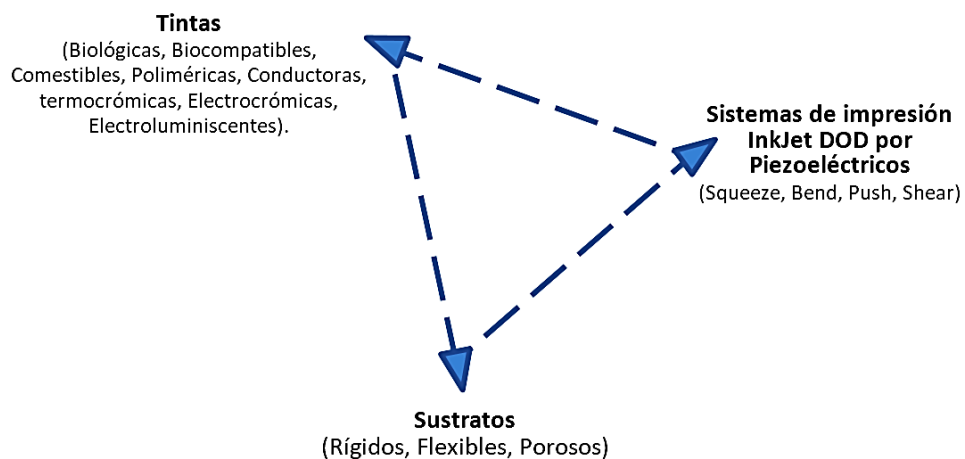 Tintas
(Biológicas, Biocompatibles,
Comestibles, Poliméricas, Conductoras,
termocrómicas, Electrocrómicas,
Electroluminiscentes).
Sistemas de impresión
InkJet DOD por
Piezoeléctricos
(Squeeze, Bend, Push, Shear)
Sustratos
(Rígidos, Flexibles, Porosos)